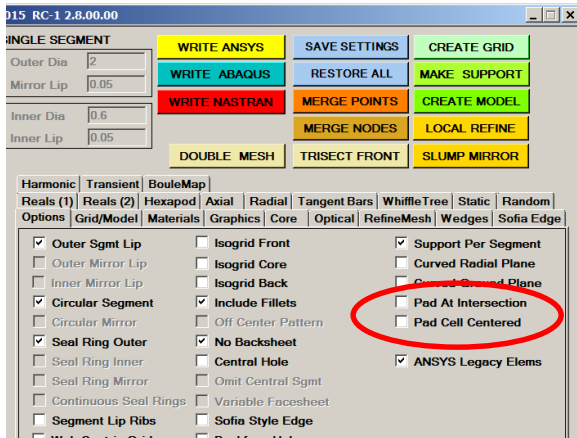 015 RC-1 2.8.00.00
SINGLE SEGMENT
Outer Dia 2
Mirror Lip 0.05
Inner Dia 0.6
Inner Lip 0.05
WRITE ANSYS SAVE SETTINGS CREATE GRID
WRITE ABAQUS RESTORE ALL MAKE SUPPORT
WRITE NASTRAN MERGE POINTS CREATE MODEL
MERGE NODES LOCAL REFINE
DOUBLE MESH TRISECT FRONT SLUMP MIRROR
Harmonic Transient BouleMap
Reals (1) Reals (2) Hexapod Axial Radial Tangent Bars WhiffleTree Static Random
Options Grid/Model Materials Graphics Core Optical RefineMesh Wedges Sofia Edge
Outer Sgmt Lip Isogrid Front Support Per Segment
Outer Mirror Lip Isogrid Core Curved Radial Plane
Inner Mirror Lip Isogrid Back Curved Ground Plane
Circular Segment Include Fillets Pad At Intersection
Circular Mirror Off Center Pattern Pad Cell Centered
Seal Ring Outer No Backsheet
Seal Ring Inner Central Hole ANSYS Legacy Elems
Seal Ring Mirror Omit Central Sgmt
Continuous Seal Rings Variable Facesheet
Segment Lip Ribs Sofia Style Edge